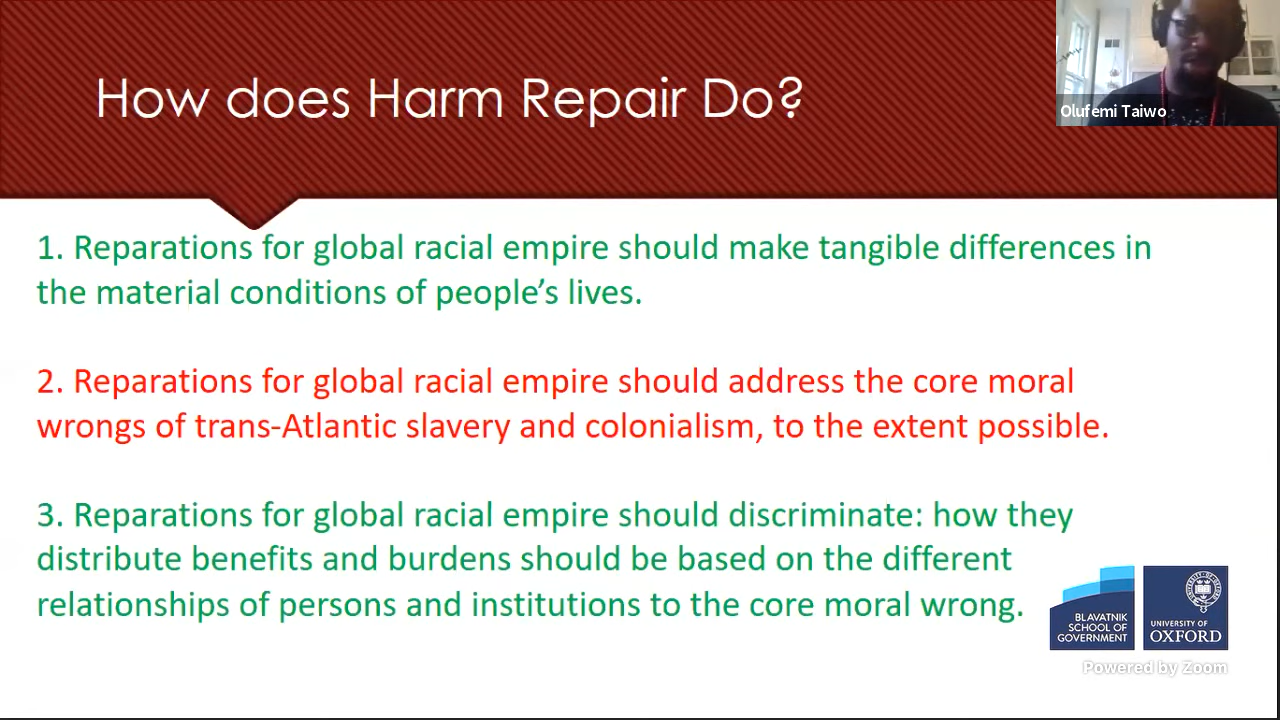 How does Harm Repair Do?
Olufemi Taiwo
1. Reparations for global racial empire should make tangible differences in
the material conditions of people’s lives.
2. Reparations for global racial empire should address the core moral
wrongs of trans-Atlantic slavery and colonialism, to the extent possible.
3. Reparations for global racial empire should discriminate: how they
distribute benefits and burdens should be based on the different
relationships of persons and institutions to the core moral wrong.
BLAVATNIK
SCHOOL OF
GOVERNMENT
UNIVERSITY OF
OXFORD
Powered by Zoom